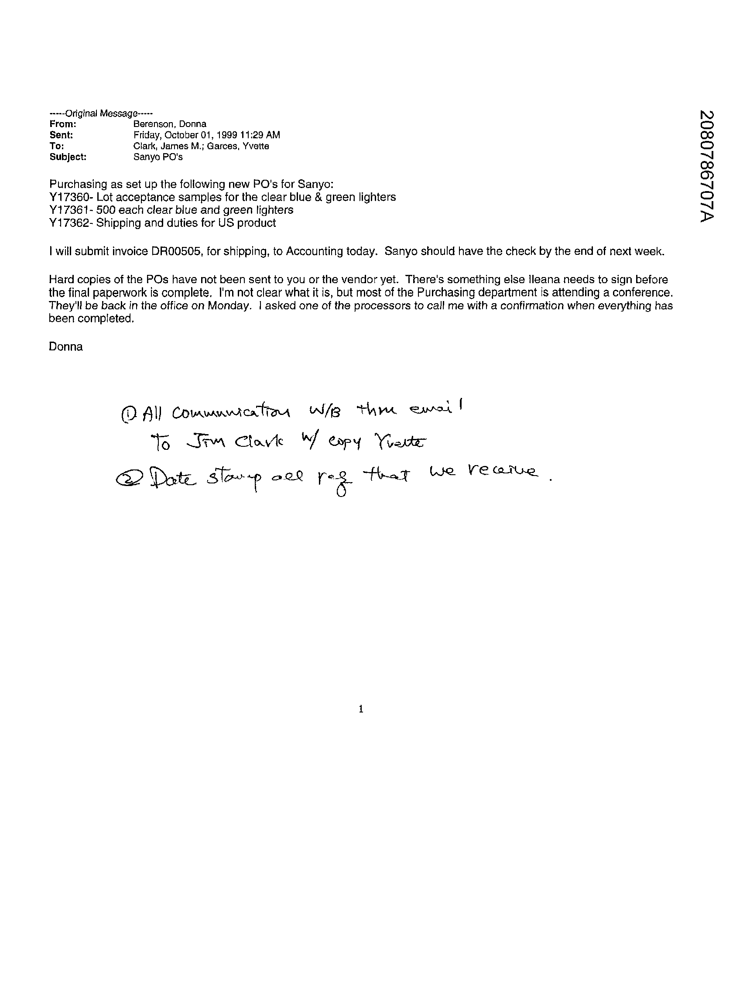 -----Original Message-----
From: Berenson, Donna
Sent: Friday, October 01, 1999 11:29 AM
To: Clark, James M.; Garces, Yvette
Subject: Sanyo PO's
Purchasing as set up the following new PO's for Sanyo:
Y17360- Lot acceptance samples for the clear blue & green lighters
Y17361- 500 each clear blue and green lighters
Y17362- Shipping and duties for US product
I will submit invoice DR00505, for shipping, to Accounting today. Sanyo should have the check by the end of next week.
Hard copies of the POs have not been sent to you or the vendor yet. There's something else Ileana needs to sign before
the final paperwork is complete. I'm not clear what it is, but most of the Purchasing department is attending a conference.
They'll be back in the office on Monday. I asked one of the processors to call me with a confirmation when everything has
been completed.
Donna
① All communication W/B thru email
To Jim Clark w/ copy Yvette
② Date stamp all req that we receive.
1
2080786707A